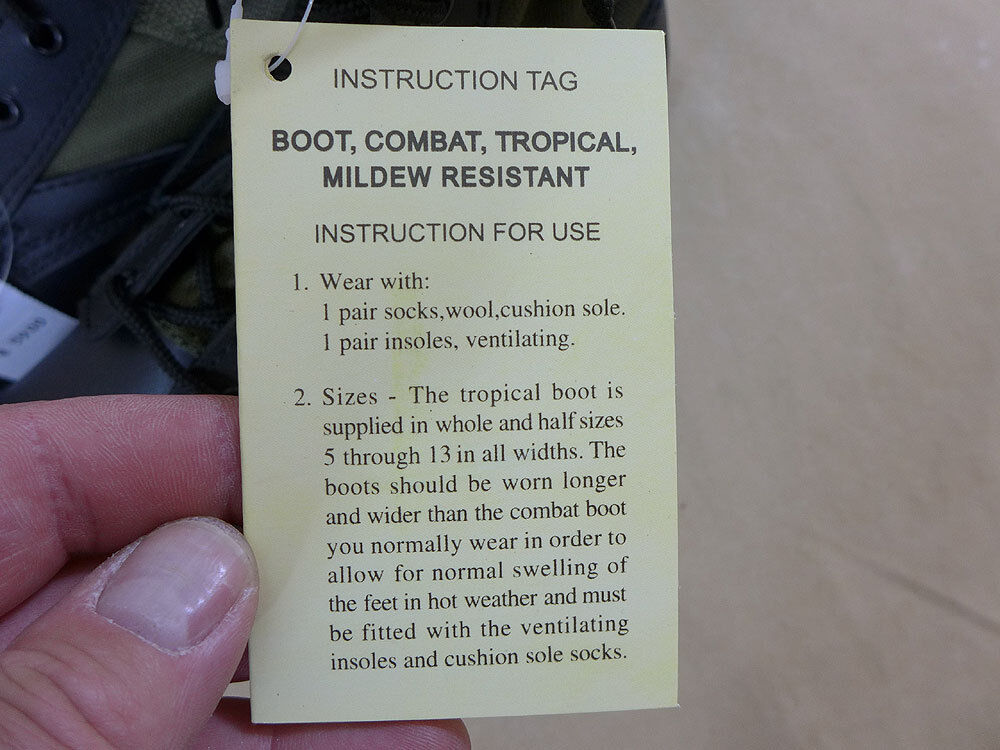 INSTRUCTION TAG
BOOT, COMBAT, TROPICAL,
MILDEW RESISTANT
INSTRUCTION FOR USE
1. Wear with:
1 pair socks,wool,cushion sole.
1 pair insoles, ventilating.
2. Sizes - The tropical boot is
supplied in whole and half sizes
5 through 13 in all widths. The
boots should be worn longer
and wider than the combat boot
you normally wear in order to
allow for normal swelling of
the feet in hot weather and must
be fitted with the ventilating
insoles and cushion sole socks.